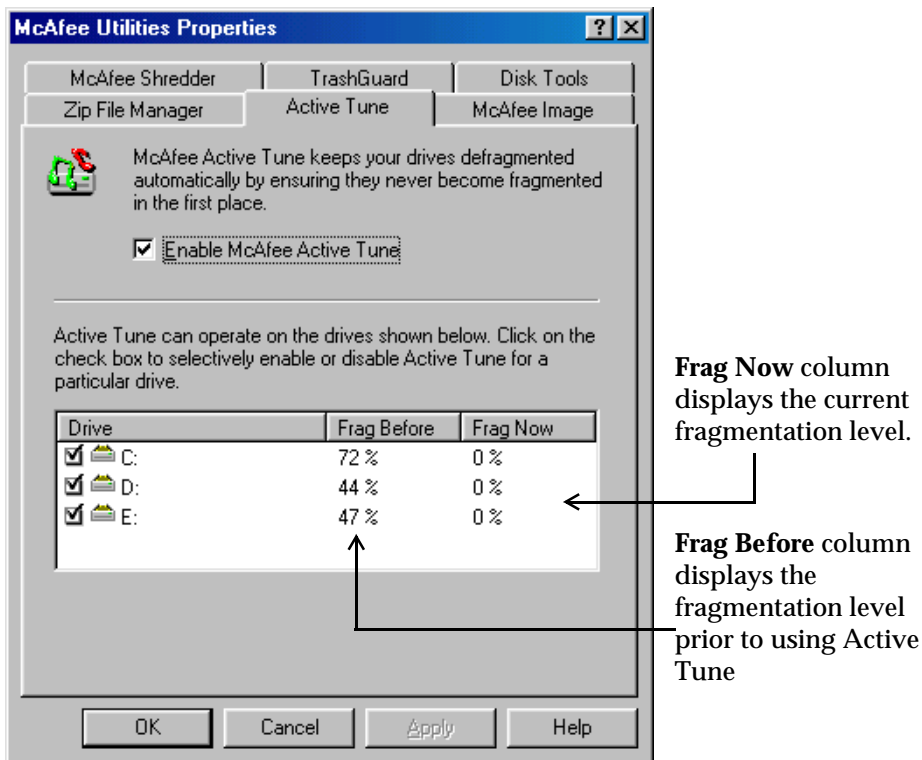 McAfee Utilities Properties
McAfee Shredder
TrashGuard
Disk Tools
Zip File Manager
Active Tune
McAfee Image
McAfee Active Tune keeps your drives defragmented
automatically by ensuring they never become fragmented
in the first place.
Enable McAfee Active Tune
Active Tune can operate on the drives shown below. Click on the
check box to selectively enable or disable Active Tune for a
particular drive.
Drive Frag Before Frag Now
C: 72 % 0 %
D: 44 % 0 %
E: 47 % 0 %
OK Cancel Apply Help
Frag Now column
displays the current
fragmentation level.
Frag Before column
displays the
fragmentation level
prior to using Active
Tune